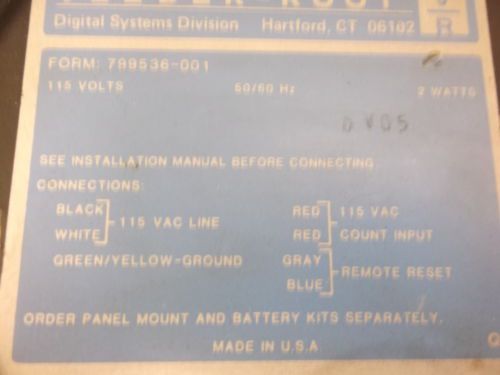 Digital Systems Division Hartford, CT 06102
R
FORM: 799536-001
115 VOLTS 50/60 Hz 2 WATTS
SEE INSTALLATION MANUAL BEFORE CONNECTING.
CONNECTIONS:
BLACK
WHITE
115 VAC LINE
GREEN/YELLOW-GROUND
RED
RED
115 VAC
COUNT INPUT
GRAY
BLUE
REMOTE RESET
ORDER PANEL MOUNT AND BATTERY KITS SEPARATELY.
MADE IN U.S.A.